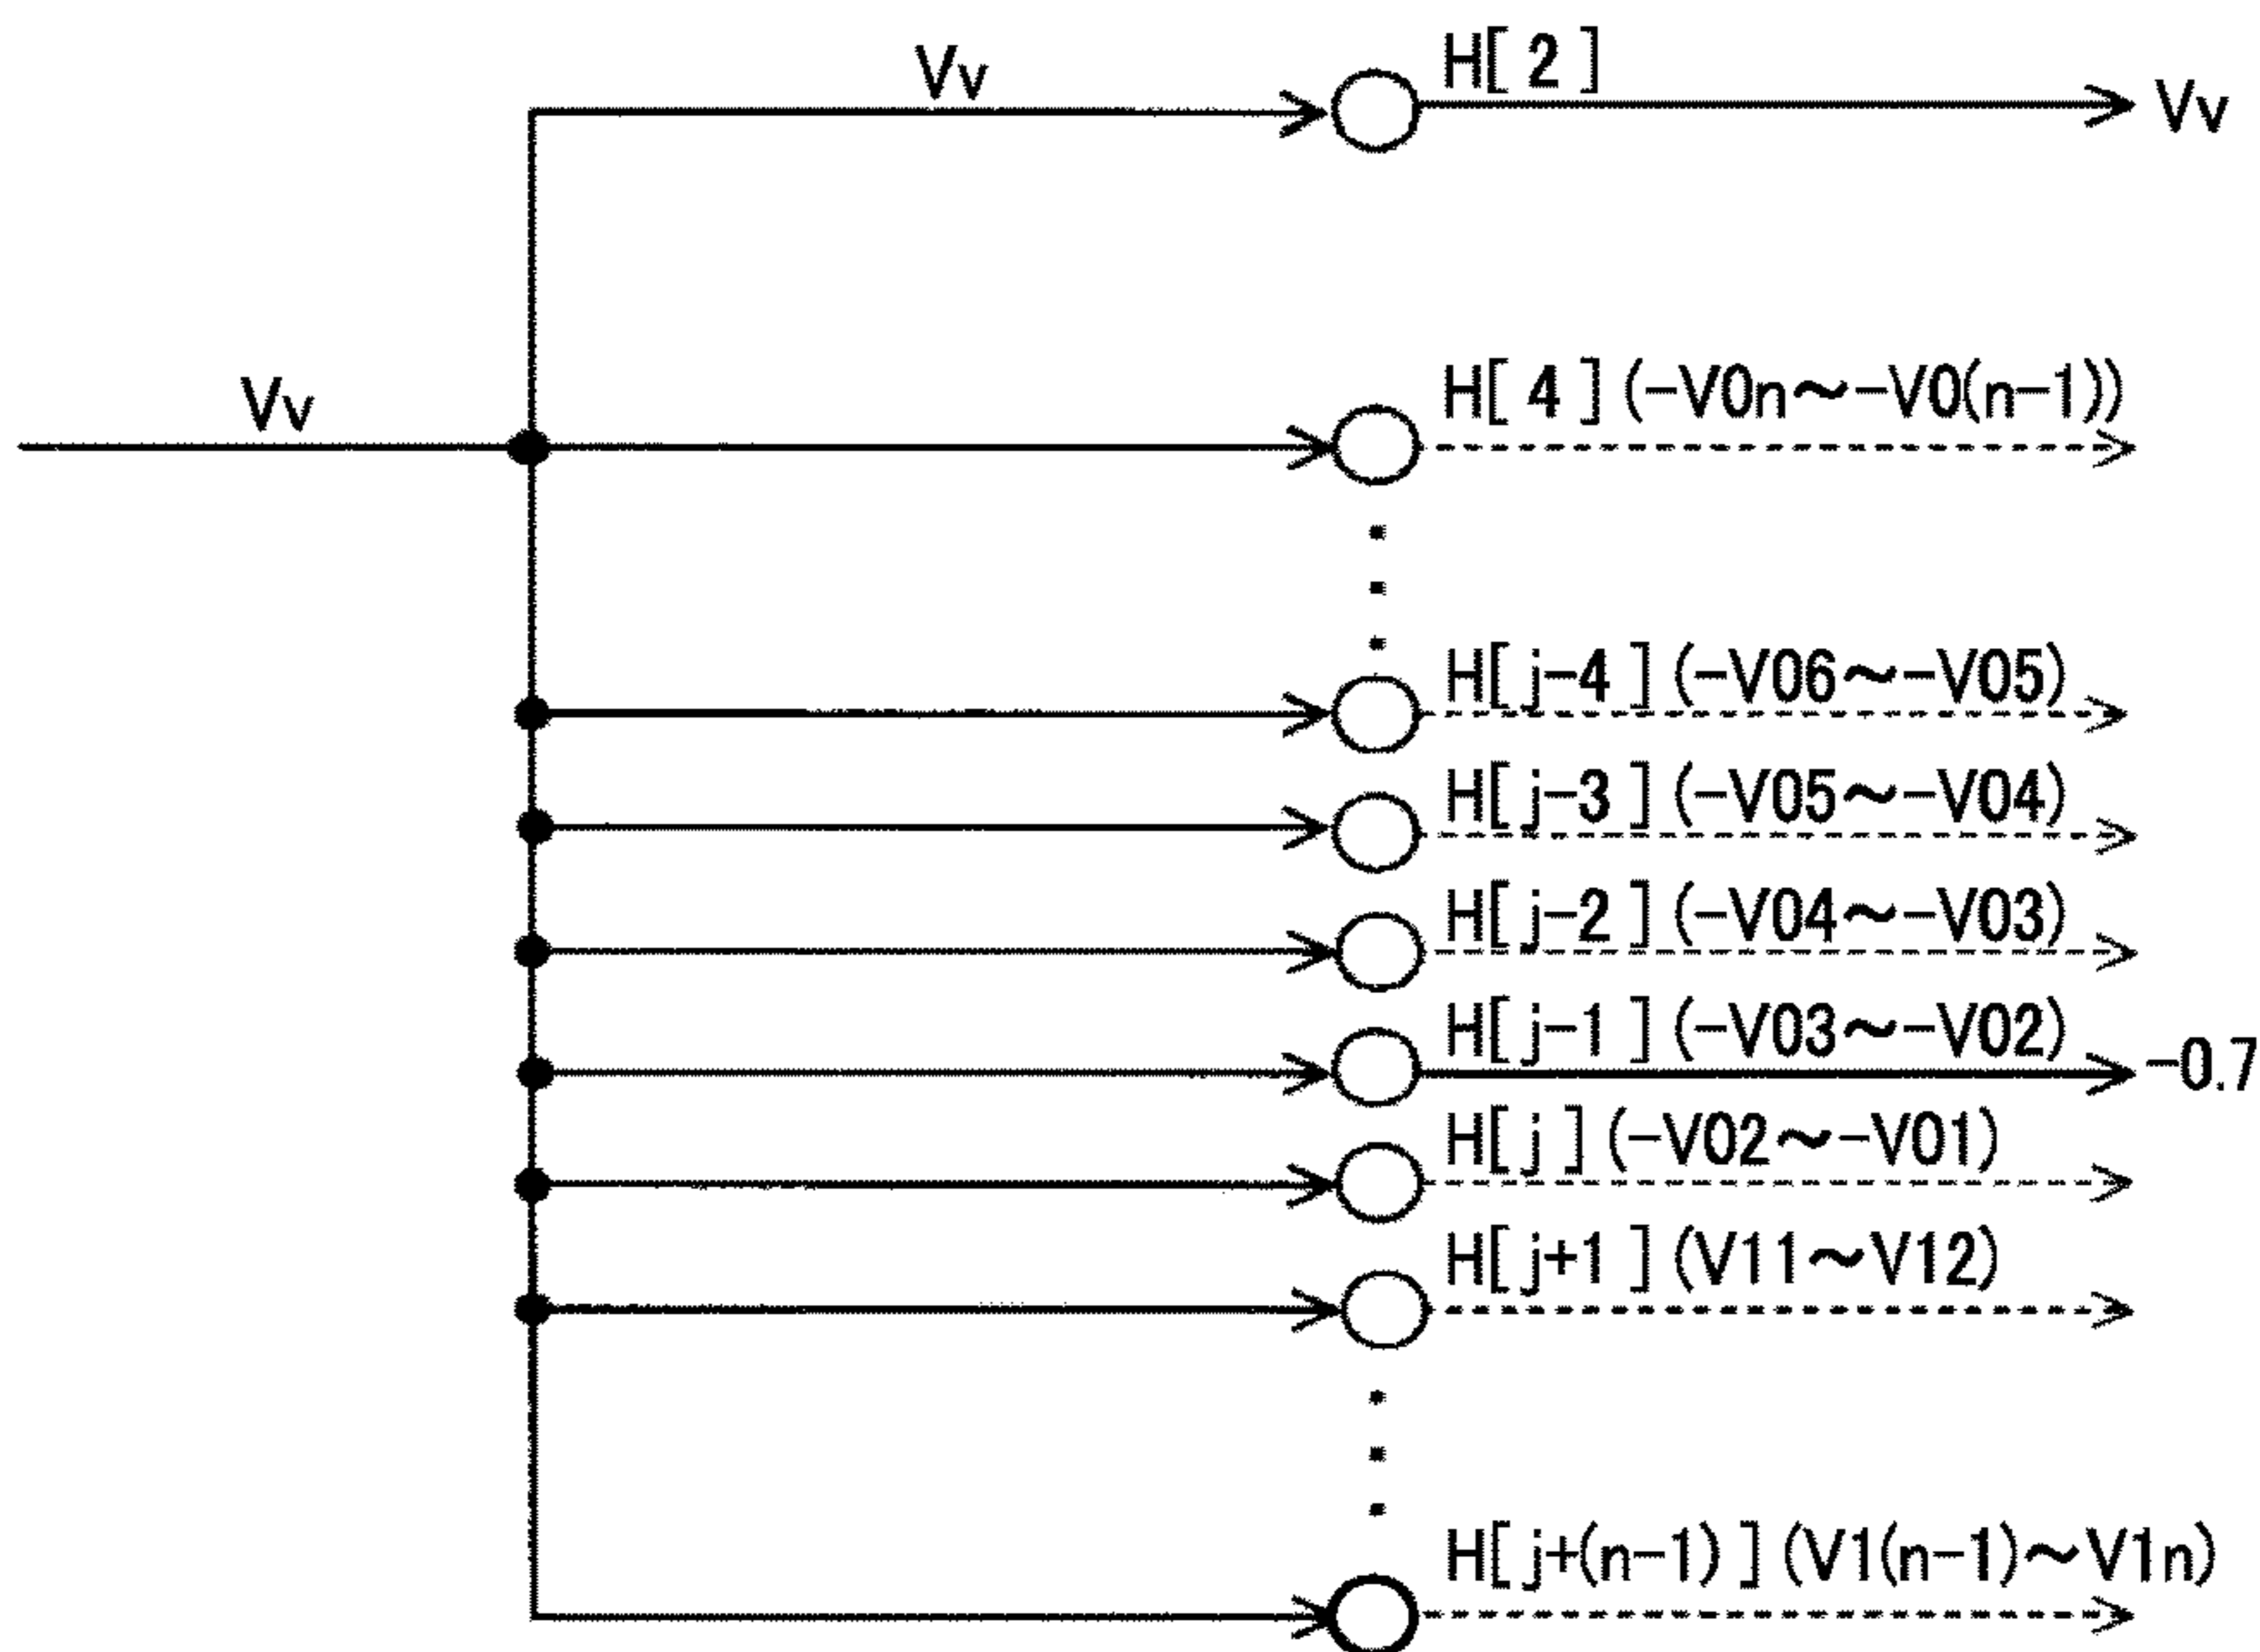 Vv
H[ 2 ]
Vv
Vv
H[ 4 ](-V0n～-V0(n-1))
H[ j-4 ](-V06～-V05)
H[ j-3 ](-V05～-V04)
H[ j-2 ](-V04～-V03)
H[ j-1 ](-V03～-V02)
-0.7
H[ j ](-V02～-V01)
H[ j+1 ](V11～V12)
H[ j+(n-1) ](V1(n-1)～V1n)